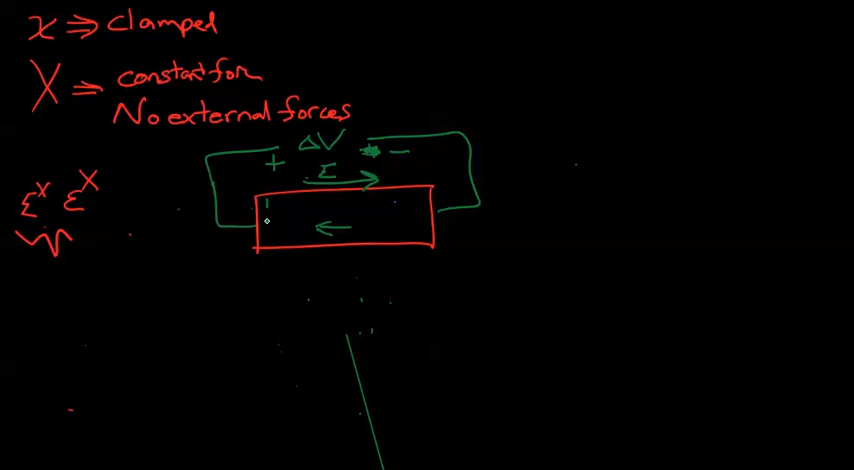 x ⇒ clamped
X ⇒ constant for
No external forces
ΔV
+ −
E
ε^x ε^X